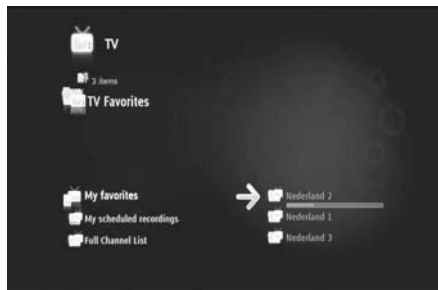 TV
3 items
TV Favorites
My favorites
My scheduled recordings
Full Channel List
Nederland 2
Nederland 1
Nederland 3